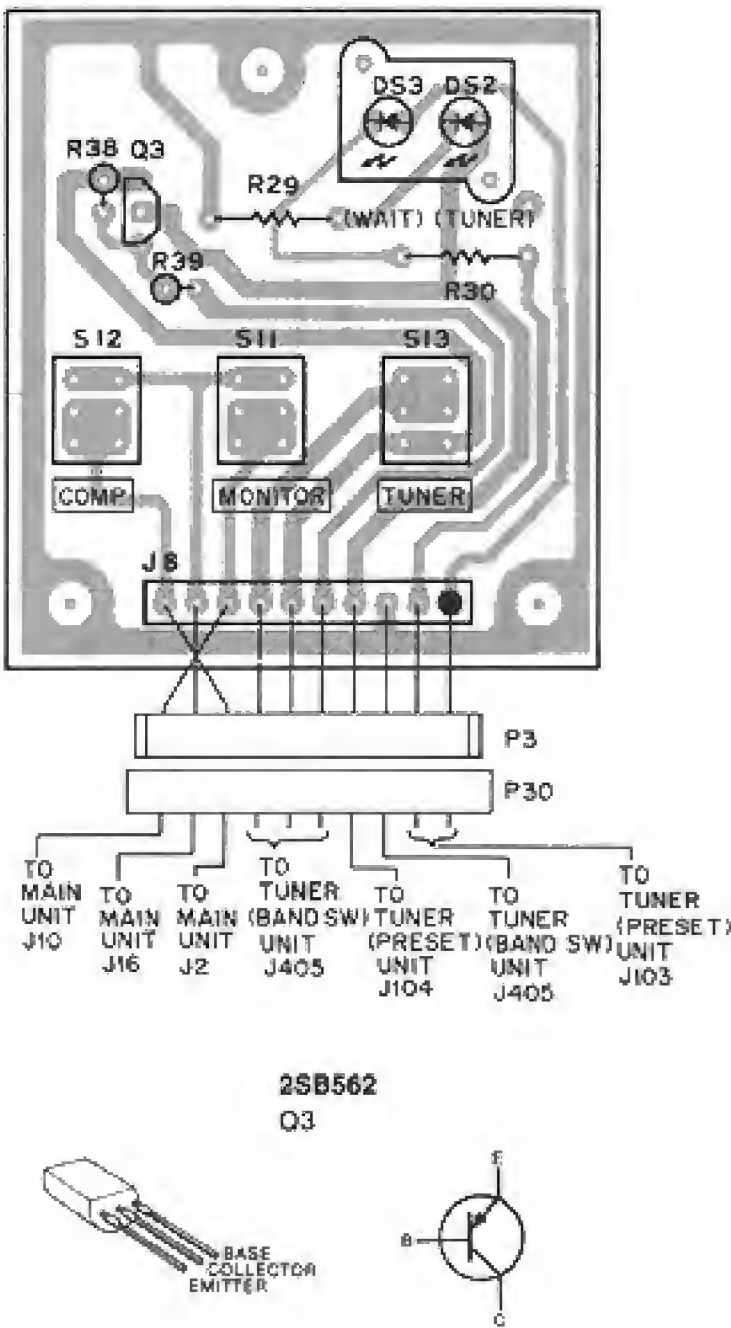 DS3 DS2
R38 Q3
R29
(WAIT) (TUNER)
R39
R30
S12 S11 S13
COMP MONITOR TUNER
J8
P3
P30
TO
MAIN
UNIT
J10
TO
MAIN
UNIT
J16
TO
MAIN
UNIT
J2
TO
TUNER
(BAND SW)
UNIT
J405
TO
TUNER
(PRESET)
UNIT
J104
TO
TUNER
(BAND SW)
UNIT
J405
TO
TUNER
(PRESET)
UNIT
J103
2SB562
Q3
BASE
COLLECTOR
EMITTER
E
B
C